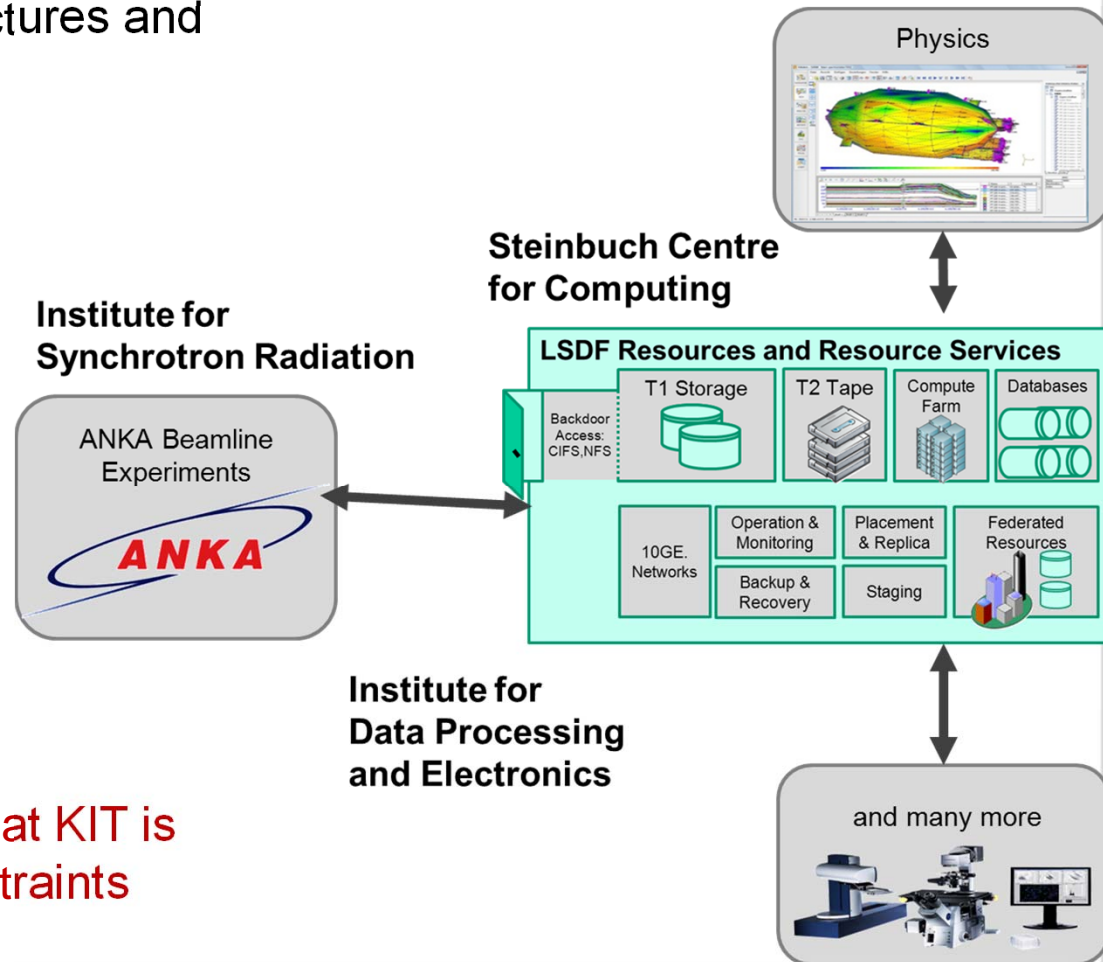 ctures and
Physics
Steinbuch Centre
for Computing
Institute for
Synchrotron Radiation
LSDF Resources and Resource Services
T1 Storage
T2 Tape
Compute
Farm
Databases
Backdoor
Access:
CIFS,NFS
ANKA Beamline
Experiments
ANKA
10GE.
Networks
Operation &
Monitoring
Placement
& Replica
Federated
Resources
Backup &
Recovery
Staging
Institute for
Data Processing
and Electronics
at KIT is
traints
and many more